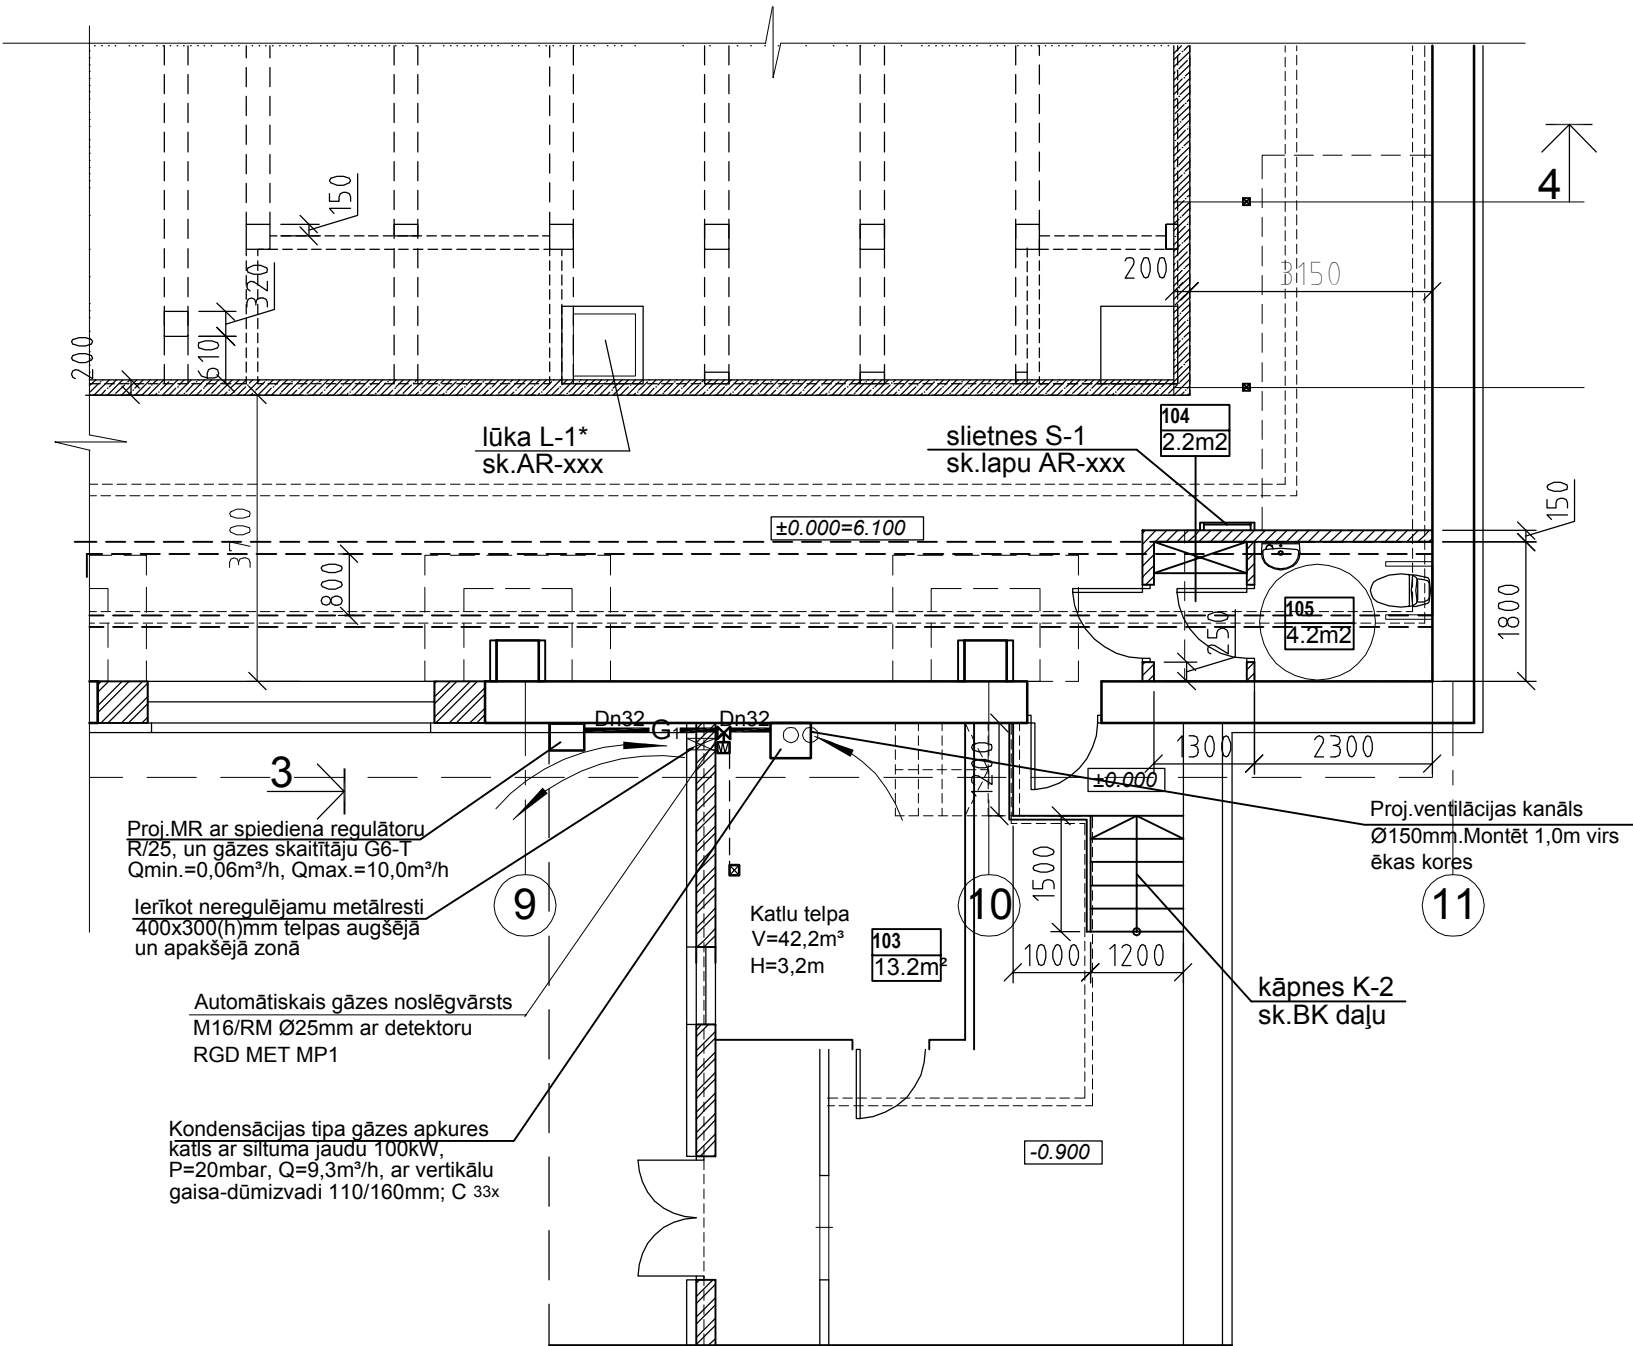 150
4
320
610
200
200
3150
lūka L-1*
sk.AR-xxx
slietnes S-1
sk.lapu AR-xxx
104
2.2m2
150
±0.000=6.100
3700
800
105
4.2m2
250
1800
Dn32
G1
Dn32
3
1200
1300
2300
±0.000
Proj.MR ar spiediena regulātoru
R/25, un gāzes skaitītāju G6-T
Qmin.=0,06m³/h, Qmax.=10,0m³/h
Proj.ventilācijas kanāls
Ø150mm.Montēt 1,0m virs
ēkas kores
Ierīkot neregulējamu metālresti
400x300(h)mm telpas augšējā
un apakšējā zonā
9
10
11
1500
Katlu telpa
V=42,2m³
H=3,2m
103
13.2m²
1000
1200
Automātiskais gāzes noslēgvārsts
M16/RM Ø25mm ar detektoru
RGD MET MP1
kāpnes K-2
sk.BK daļu
Kondensācijas tipa gāzes apkures
katls ar siltuma jaudu 100kW,
P=20mbar, Q=9,3m³/h, ar vertikālu
gaisa-dūmizvadi 110/160mm; C 33x
-0.900